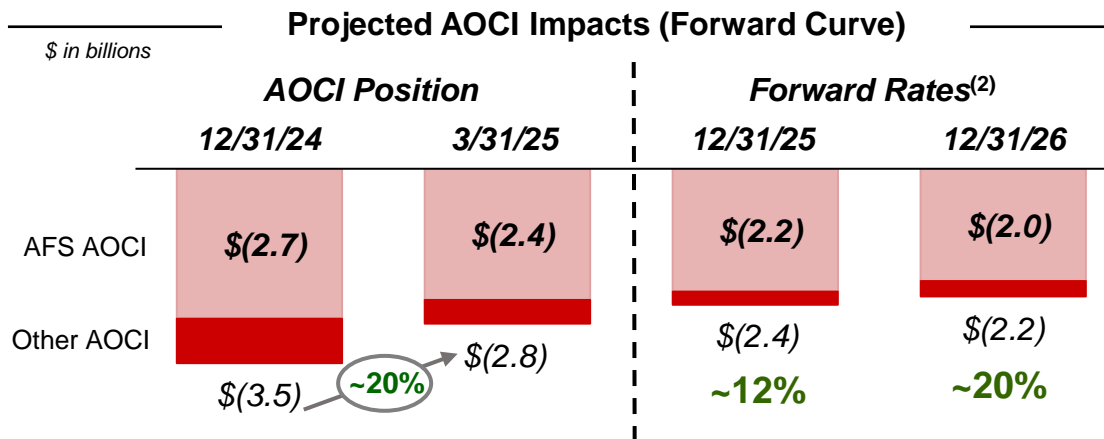 Projected AOCI Impacts (Forward Curve)
$ in billions
AOCI Position
Forward Rates(2)
12/31/24
3/31/25
12/31/25
12/31/26
AFS AOCI
$(2.7)
$(2.4)
$(2.2)
$(2.0)
Other AOCI
$(3.5)
~20%
$(2.8)
$(2.4)
$(2.2)
~12%
~20%